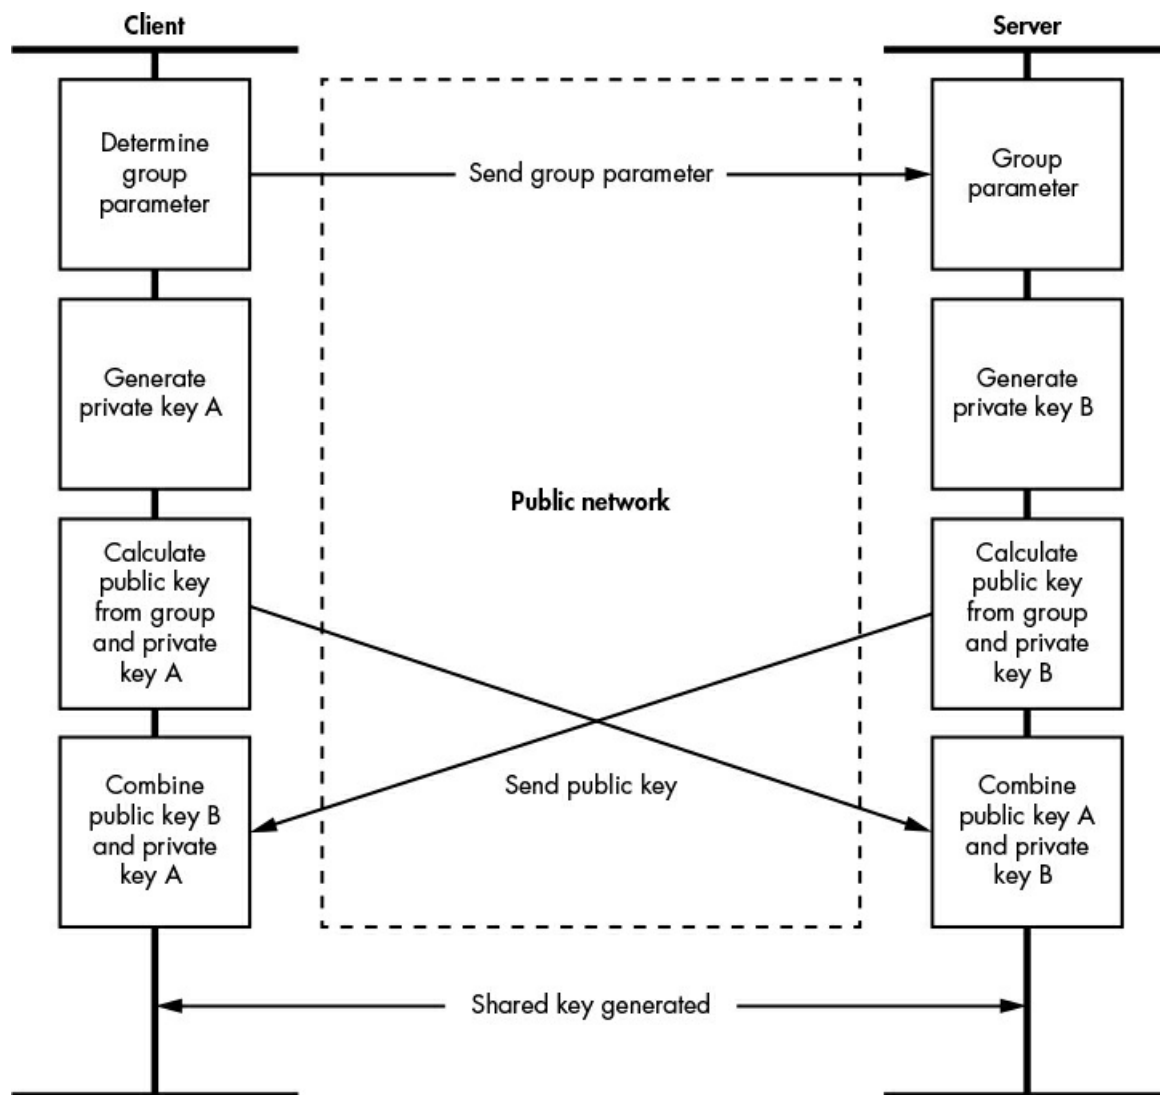 Client
Server
Determine
group
parameter
Send group parameter
Group
parameter
Generate
private key A
Generate
private key B
Public network
Calculate
public key
from group
and private
key A
Calculate
public key
from group
and private
key B
Combine
public key B
and private
key A
Send public key
Combine
public key A
and private
key B
Shared key generated